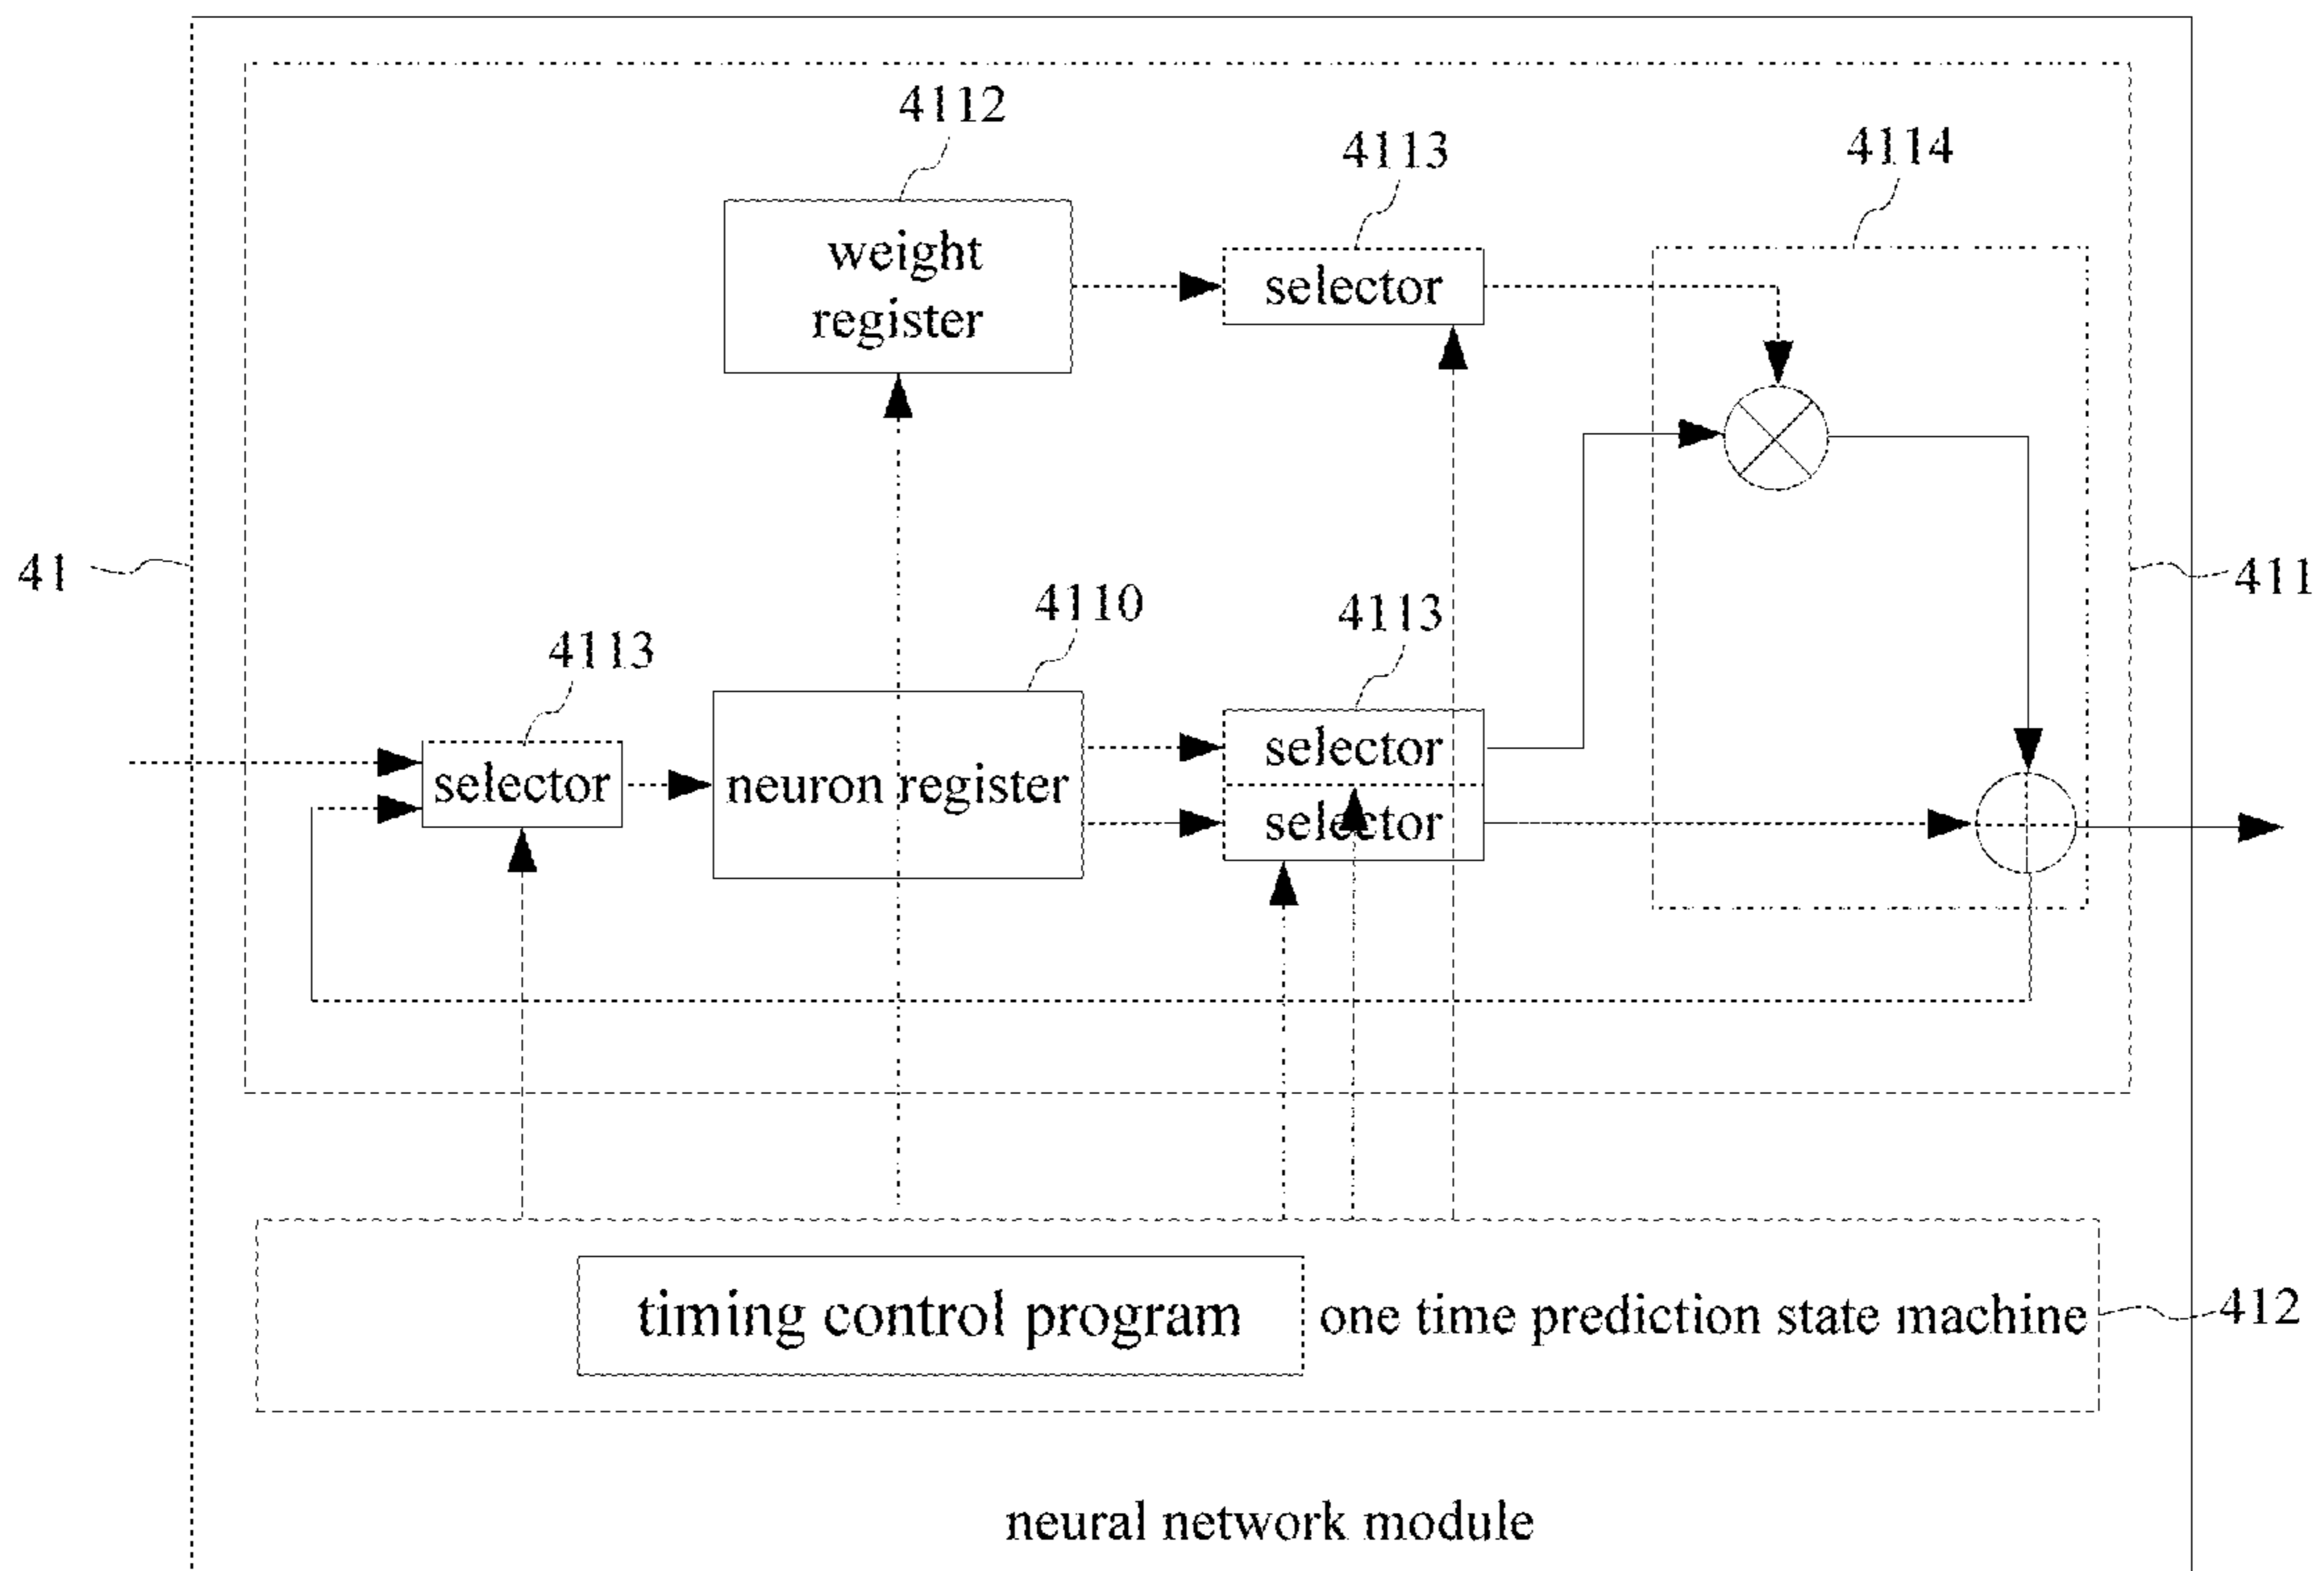 4112
4113
4114
weight
register
selector
41
411
4110
4113
4113
selector
neuron register
selector
selector
timing control program
one time prediction state machine
412
neural network module